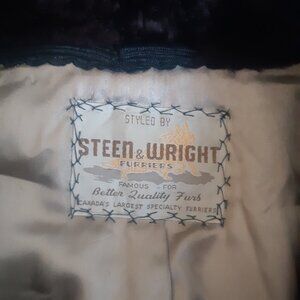 STYLED BY
STEEN & WRIGHT
FURRIERS
FAMOUS - FOR
Better Quality Furs
CANADA'S LARGEST SPECIALTY FURRIERS